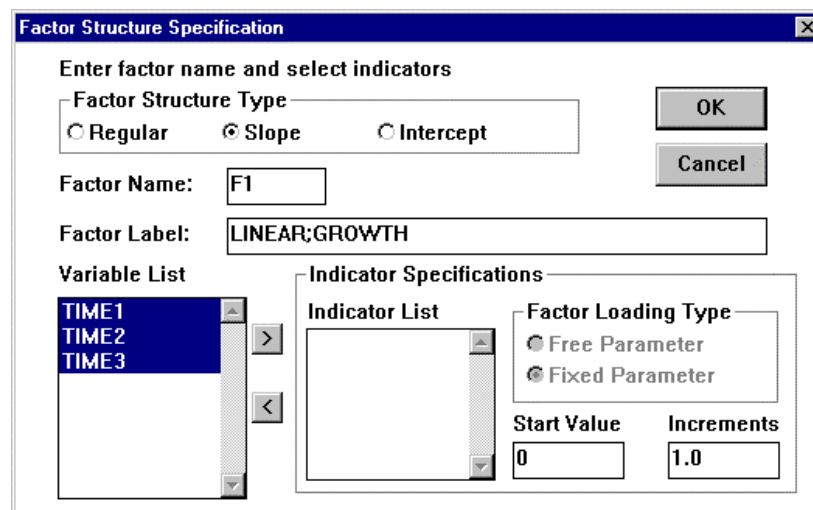 Factor Structure Specification
Enter factor name and select indicators
Factor Structure Type
Regular Slope Intercept
OK
Cancel
Factor Name: F1
Factor Label: LINEAR;GROWTH
Variable List
TIME1
TIME2
TIME3
>
<
Indicator Specifications
Indicator List
Factor Loading Type
Free Parameter
Fixed Parameter
Start Value Increments
0 1.0